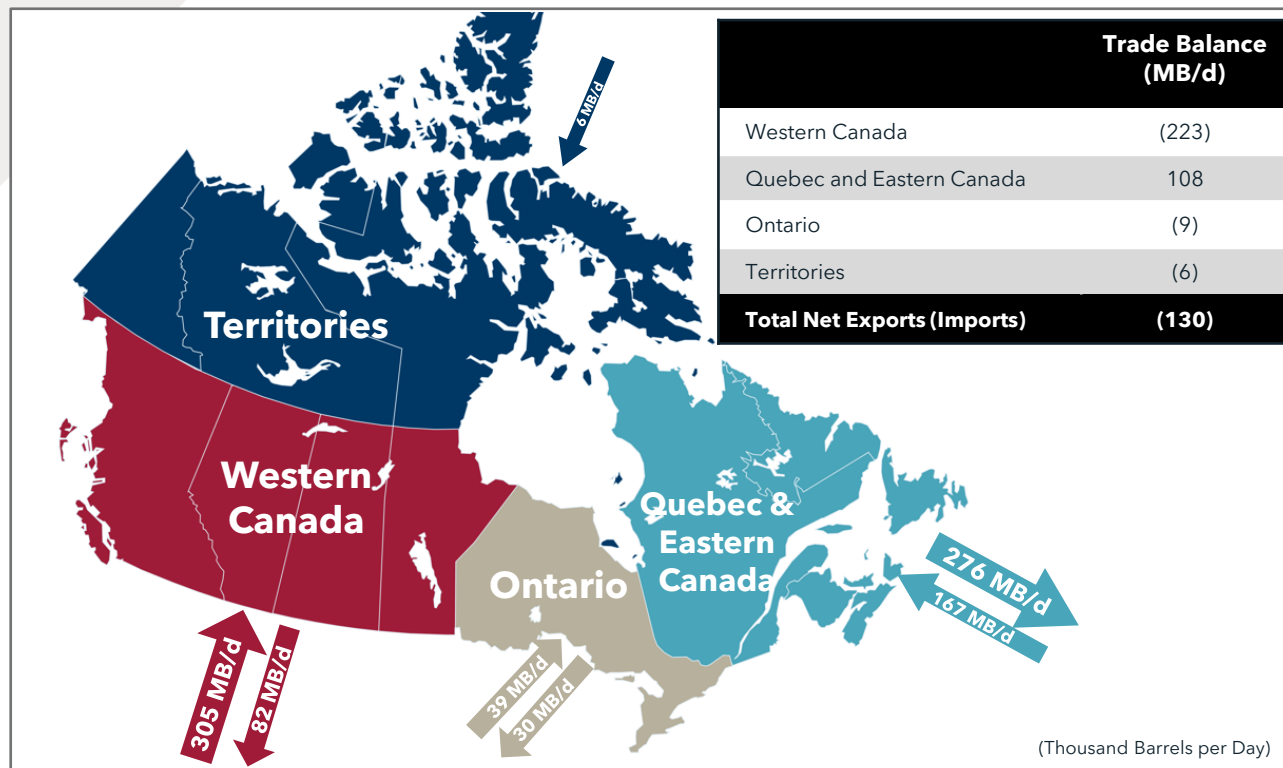 Trade Balance
(MB/d)
Western Canada (223)
Quebec and Eastern Canada 108
Ontario (9)
Territories (6)
Total Net Exports (Imports) (130)
6 MB/d
Territories
Western
Canada
Quebec &
Eastern
Canada
Ontario
276 MB/d
167 MB/d
305 MB/d
82 MB/d
39 MB/d
30 MB/d
(Thousand Barrels per Day)